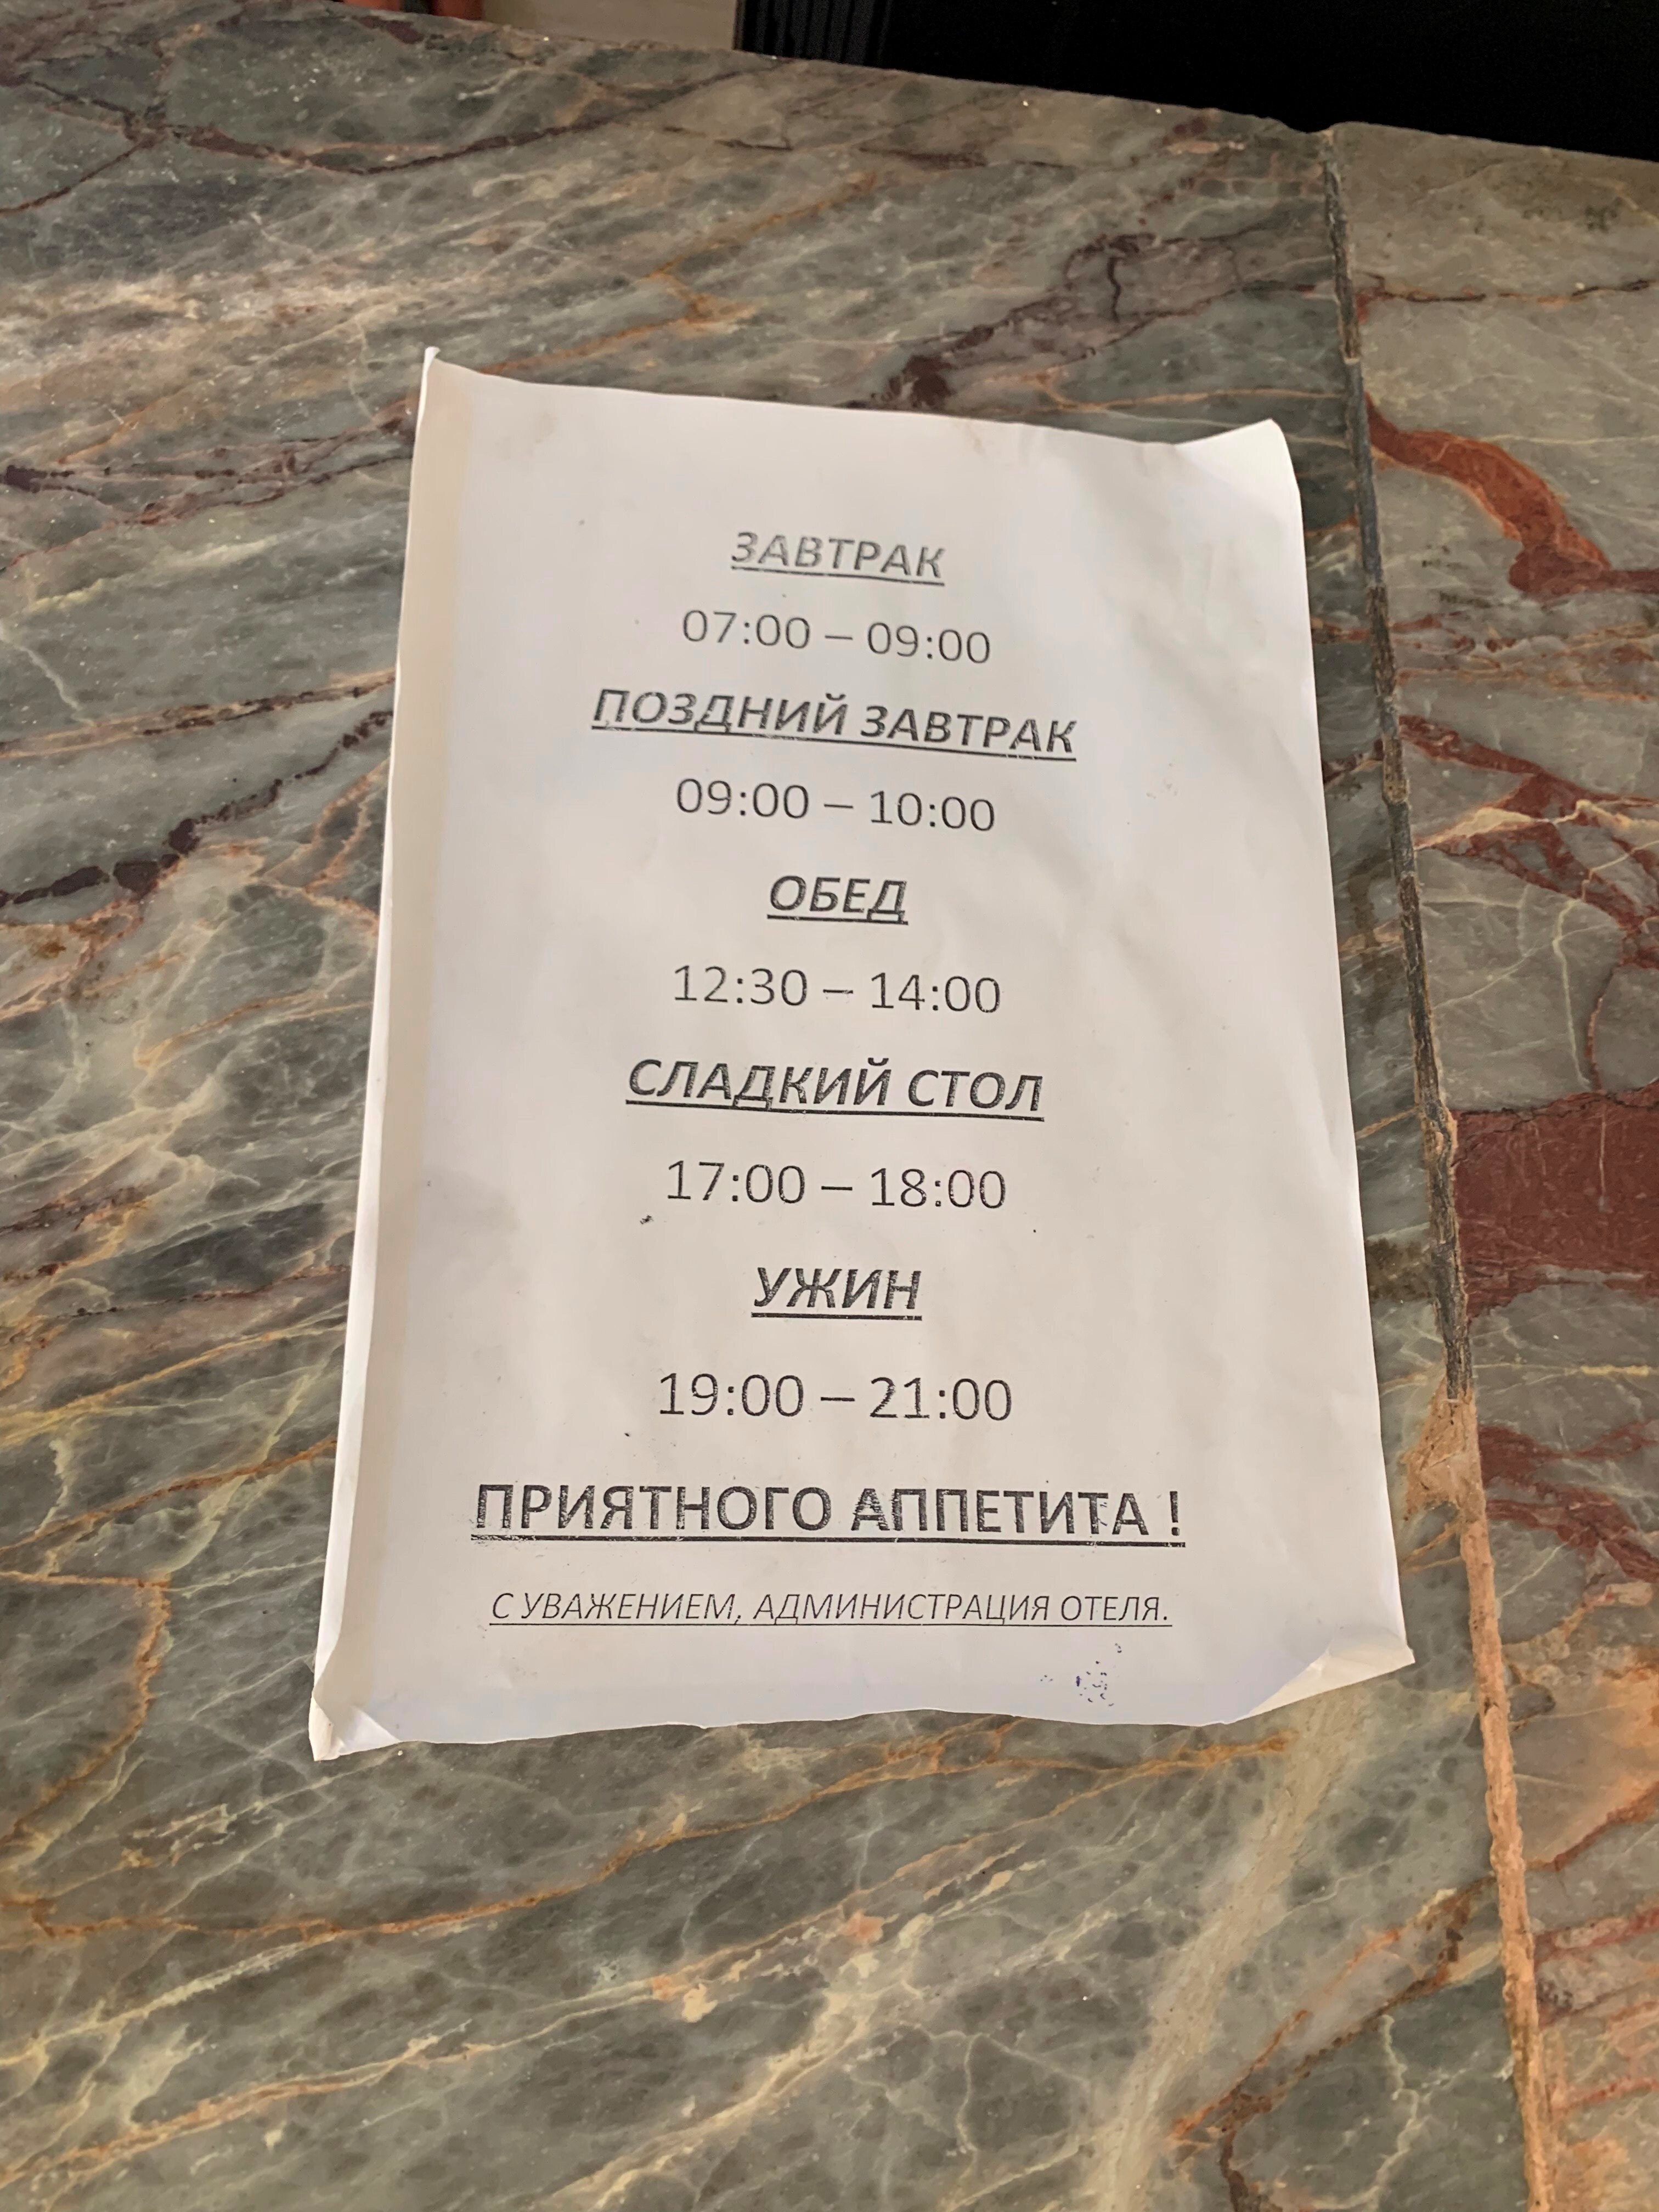 ЗАВТРАК
07:00 – 09:00
ПОЗДНИЙ ЗАВТРАК
09:00 – 10:00
ОБЕД
12:30 – 14:00
СЛАДКИЙ СТОЛ
17:00 – 18:00
УЖИН
19:00 – 21:00
ПРИЯТНОГО АППЕТИТА !
С УВАЖЕНИЕМ, АДМИНИСТРАЦИЯ ОТЕЛЯ.